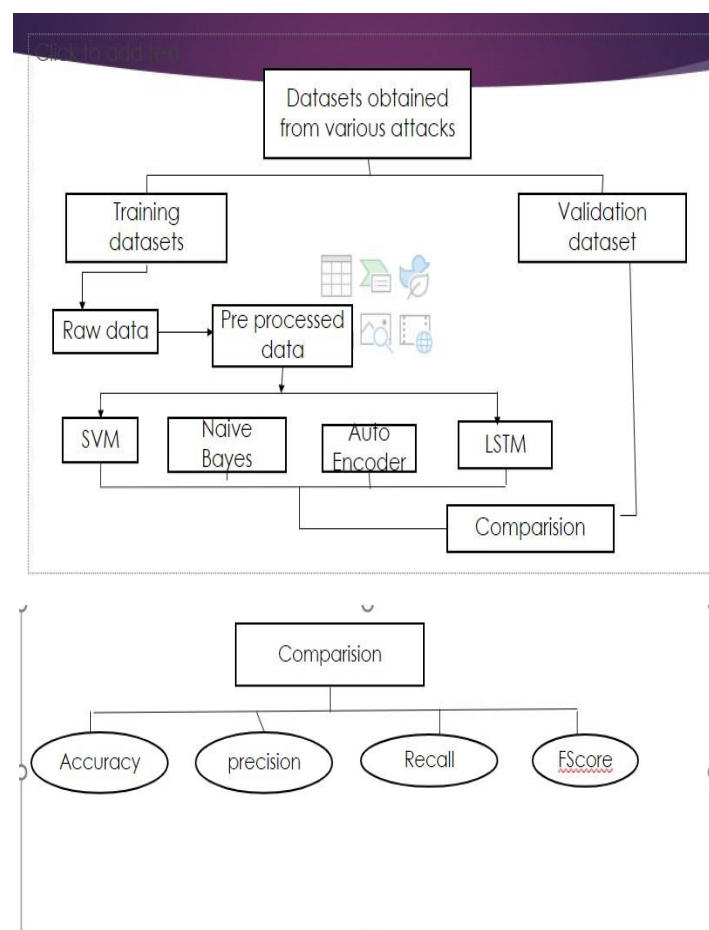 Click to add text
Datasets obtained
from various attacks
Training
datasets
Validation
dataset
Raw data
Pre processed
data
SVM
Naive
Bayes
Auto
Encoder
LSTM
Comparision
Comparision
Accuracy
precision
Recall
FScore